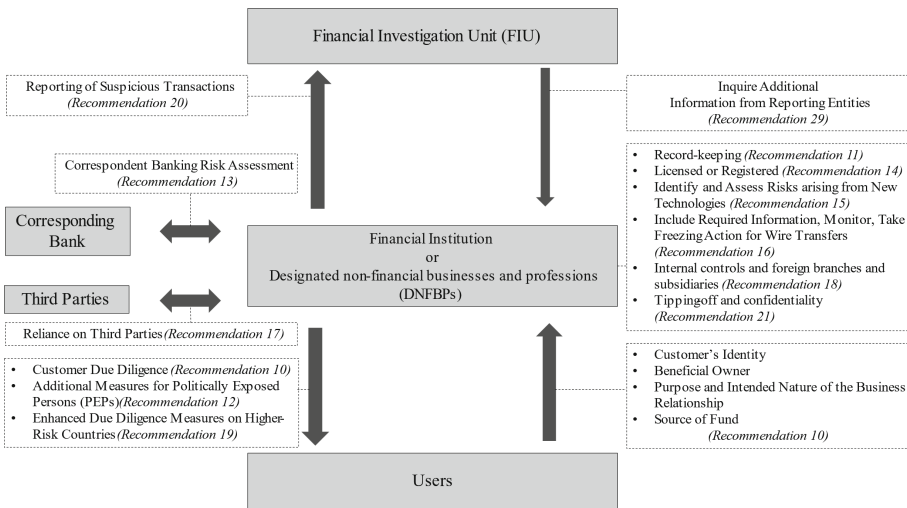 Financial Investigation Unit (FIU)
Reporting of Suspicious Transactions
(Recommendation 20)
Inquire Additional
Information from Reporting Entities
(Recommendation 29)
Correspondent Banking Risk Assessment
(Recommendation 13)
Corresponding
Bank
Third Parties
Reliance on Third Parties(Recommendation 17)
Financial Institution
or
Designated non-financial businesses and professions
(DNFBPs)
• Record-keeping (Recommendation 11)
• Licensed or Registered (Recommendation 14)
• Identify and Assess Risks arising from New
Technologies (Recommendation 15)
• Include Required Information, Monitor, Take
Freezing Action for Wire Transfers
(Recommendation 16)
• Internal controls and foreign branches and
subsidiaries (Recommendation 18)
• Tippingoff and confidentiality
(Recommendation 21)
• Customer Due Diligence (Recommendation 10)
• Additional Measures for Politically Exposed
Persons (PEPs)(Recommendation 12)
• Enhanced Due Diligence Measures on Higher-
Risk Countries(Recommendation 19)
• Customer's Identity
• Beneficial Owner
• Purpose and Intended Nature of the Business
Relationship
• Source of Fund
(Recommendation 10)
Users